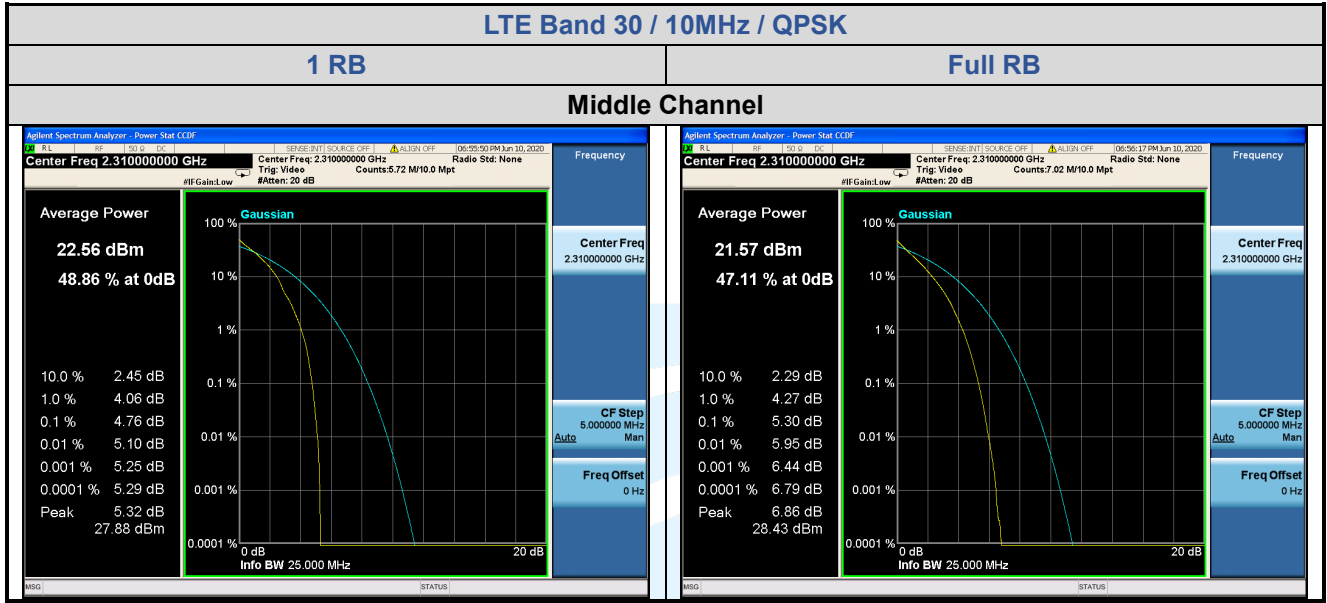 LTE Band 30 / 10MHz / QPSK
1 RB
Full RB
Middle Channel
Agilent Spectrum Analyzer - Power Stat CCDF
RL RF 50 Ω DC SENSE:INT SOURCE OFF ALIGN OFF 06:55:50 PM Jun 10, 2020
Center Freq 2.310000000 GHz
Center Freq: 2.310000000 GHz Radio Std: None
Trig: Video Counts:5.72 M/10.0 Mpt
#IFGain:Low #Atten: 20 dB
Frequency
Average Power
22.56 dBm
48.86 % at 0dB
10.0 % 2.45 dB
1.0 % 4.06 dB
0.1 % 4.76 dB
0.01 % 5.10 dB
0.001 % 5.25 dB
0.0001 % 5.29 dB
Peak 5.32 dB
27.88 dBm
Gaussian
100 %
10 %
1 %
0.1 %
0.01 %
0.001 %
0.0001 %
0 dB 20 dB
Info BW 25.000 MHz
Center Freq
2.310000000 GHz
CF Step
5.000000 MHz
Auto Man
Freq Offset
0 Hz
MSG STATUS
Agilent Spectrum Analyzer - Power Stat CCDF
RL RF 50 Ω DC SENSE:INT SOURCE OFF ALIGN OFF 06:56:17 PM Jun 10, 2020
Center Freq 2.310000000 GHz
Center Freq: 2.310000000 GHz Radio Std: None
Trig: Video Counts:7.02 M/10.0 Mpt
#IFGain:Low #Atten: 20 dB
Frequency
Average Power
21.57 dBm
47.11 % at 0dB
10.0 % 2.29 dB
1.0 % 4.27 dB
0.1 % 5.30 dB
0.01 % 5.95 dB
0.001 % 6.44 dB
0.0001 % 6.79 dB
Peak 6.86 dB
28.43 dBm
Gaussian
100 %
10 %
1 %
0.1 %
0.01 %
0.001 %
0.0001 %
0 dB 20 dB
Info BW 25.000 MHz
Center Freq
2.310000000 GHz
CF Step
5.000000 MHz
Auto Man
Freq Offset
0 Hz
MSG STATUS